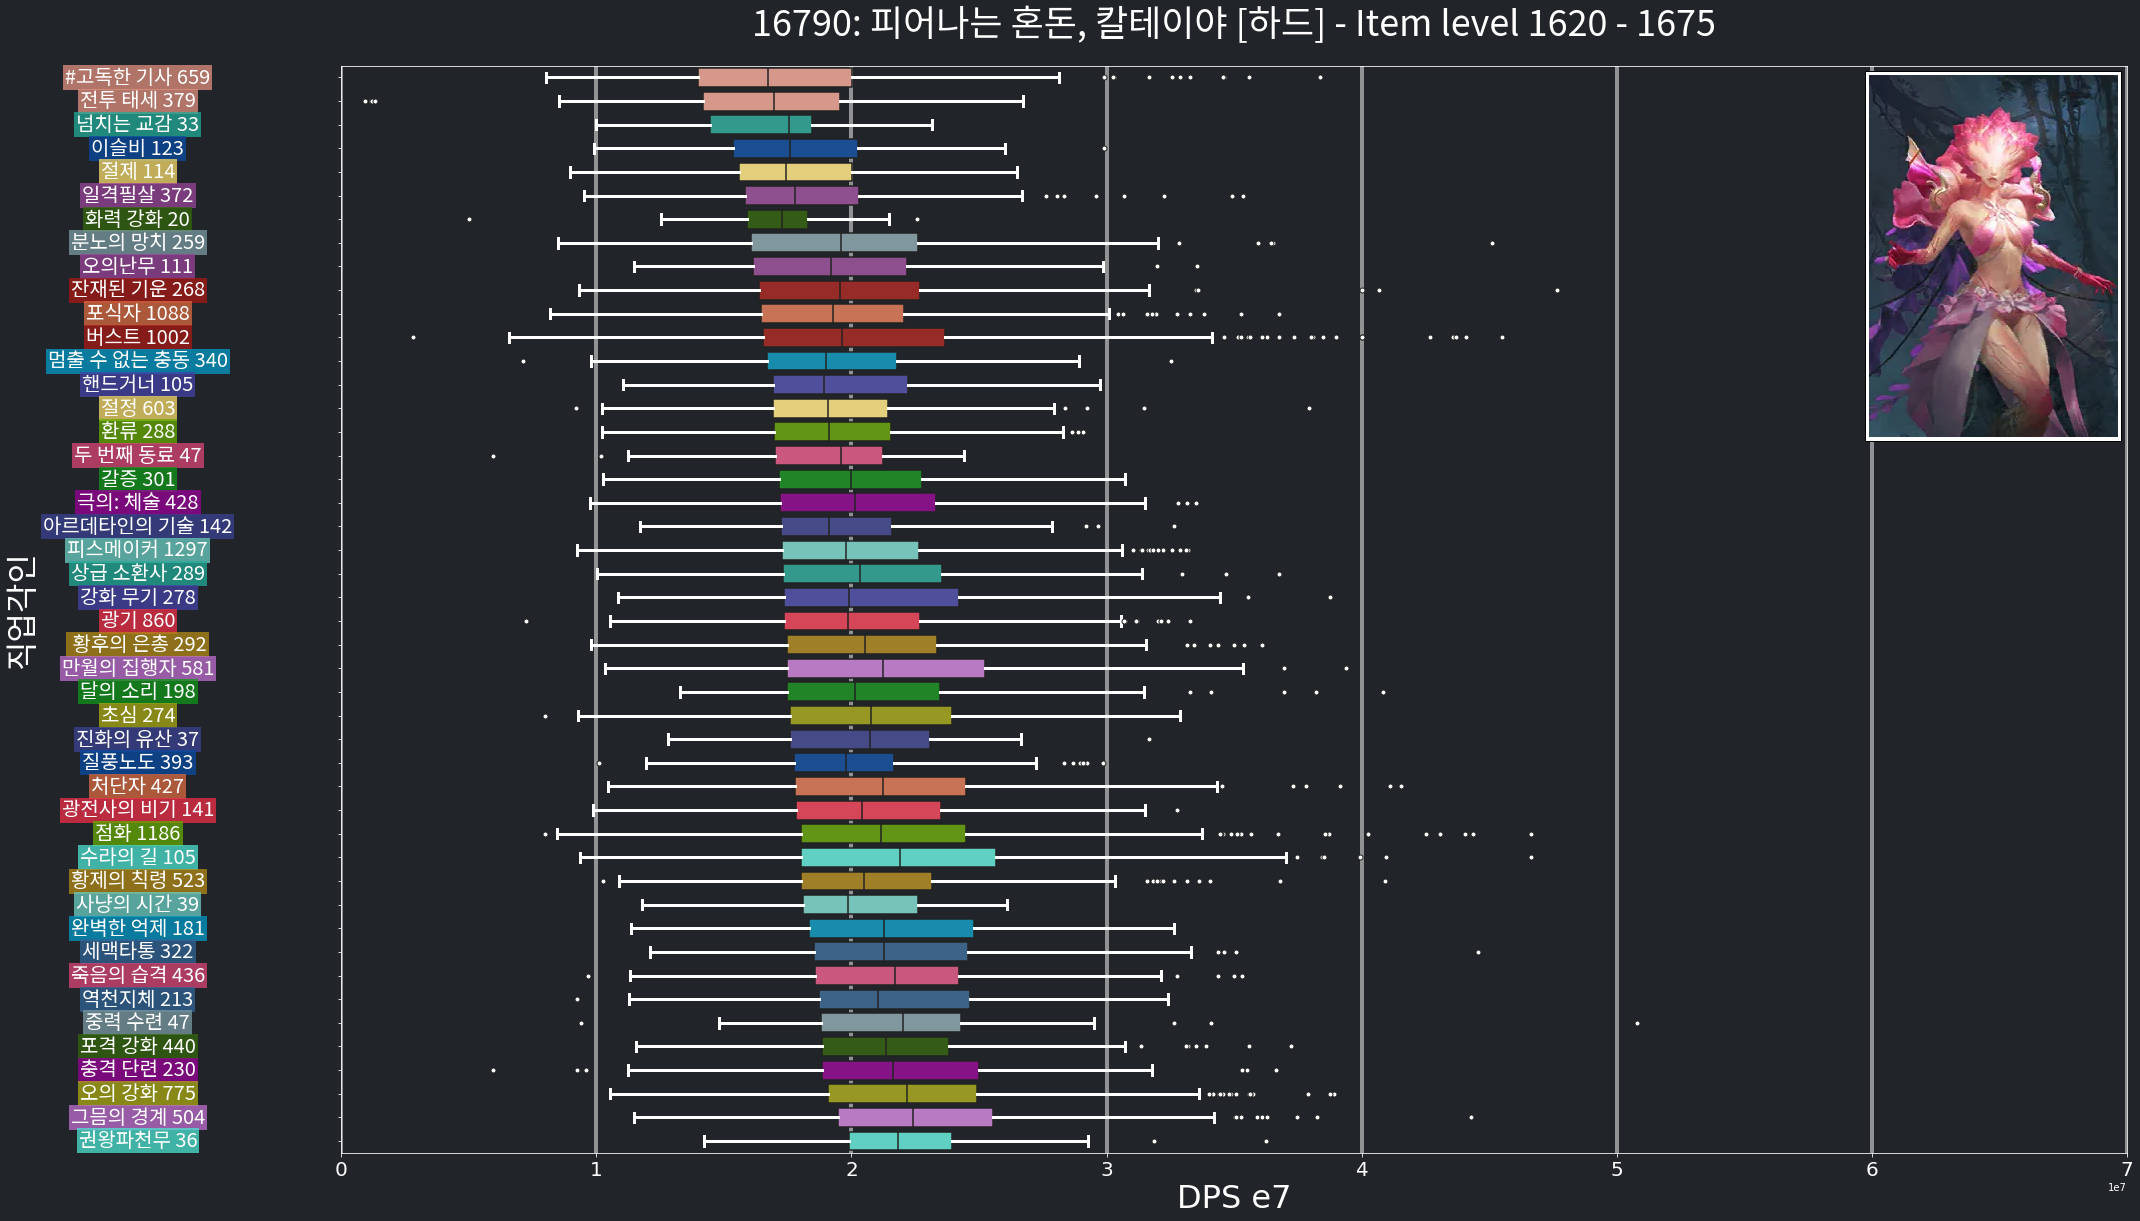 16790: 피어나는 혼돈, 칼테이야 [하드] - Item level 1620 - 1675
직업각인
#고독한 기사 659
전투 태세 379
넘치는 교감 33
이슬비 123
절제 114
일격필살 372
화력 강화 20
분노의 망치 259
오의난무 111
잔재된 기운 268
포식자 1088
버스트 1002
멈출 수 없는 충동 340
핸드거너 105
절정 603
환류 288
두 번째 동료 47
갈증 301
극의: 체술 428
아르데타인의 기술 142
피스메이커 1297
상급 소환사 289
강화 무기 278
광기 860
황후의 은총 292
만월의 집행자 581
달의 소리 198
초심 274
진화의 유산 37
질풍노도 393
처단자 427
광전사의 비기 141
점화 1186
수라의 길 105
황제의 칙령 523
사냥의 시간 39
완벽한 억제 181
세맥타통 322
죽음의 습격 436
역천지체 213
중력 수련 47
포격 강화 440
충격 단련 230
오의 강화 775
그믐의 경계 504
권왕파천무 36
0 1 2 3 4 5 6 7
DPS e7
1e7